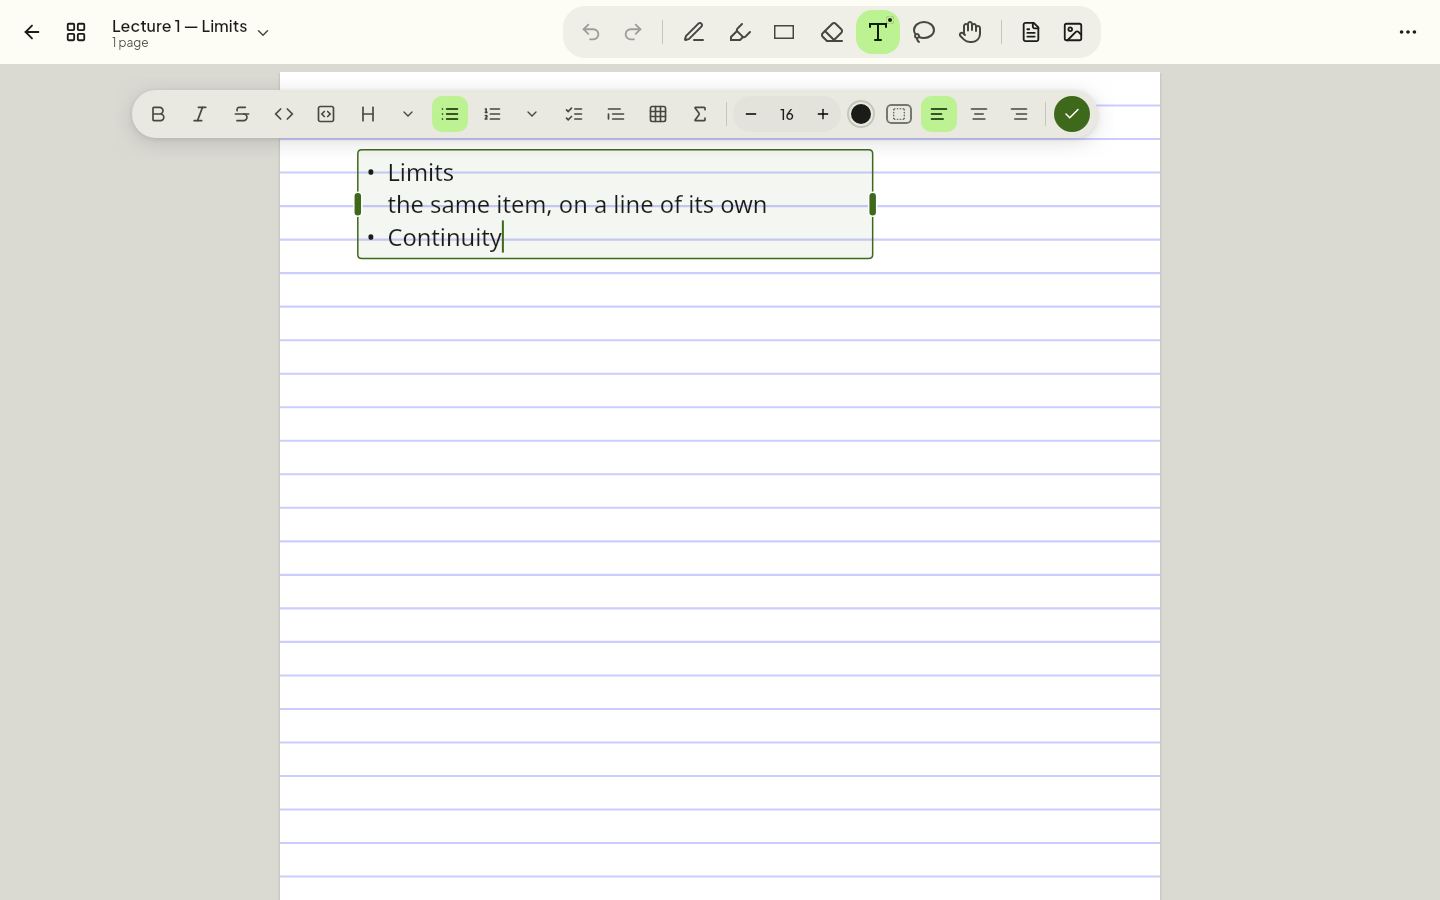 Lecture 1 — Limits
1 page
16
• Limits
the same item, on a line of its own
• Continuity